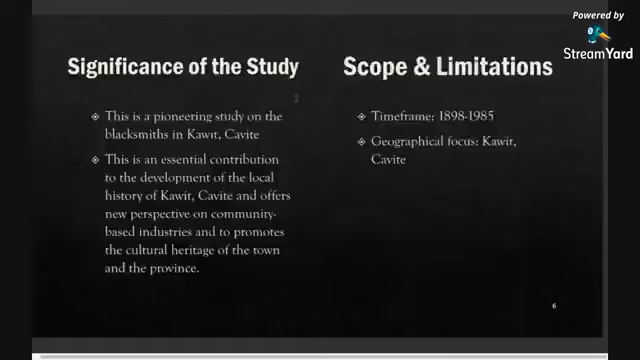 Powered by
StreamYard
Significance of the Study
This is a pioneering study on the
blacksmiths in Kawit, Cavite
This is an essential contribution
to the development of the local
history of Kawit, Cavite and offers
new perspective on community-
based industries and to promotes
the cultural heritage of the town
and the province.
Scope & Limitations
Timeframe: 1898-1985
Geographical focus: Kawit,
Cavite
6